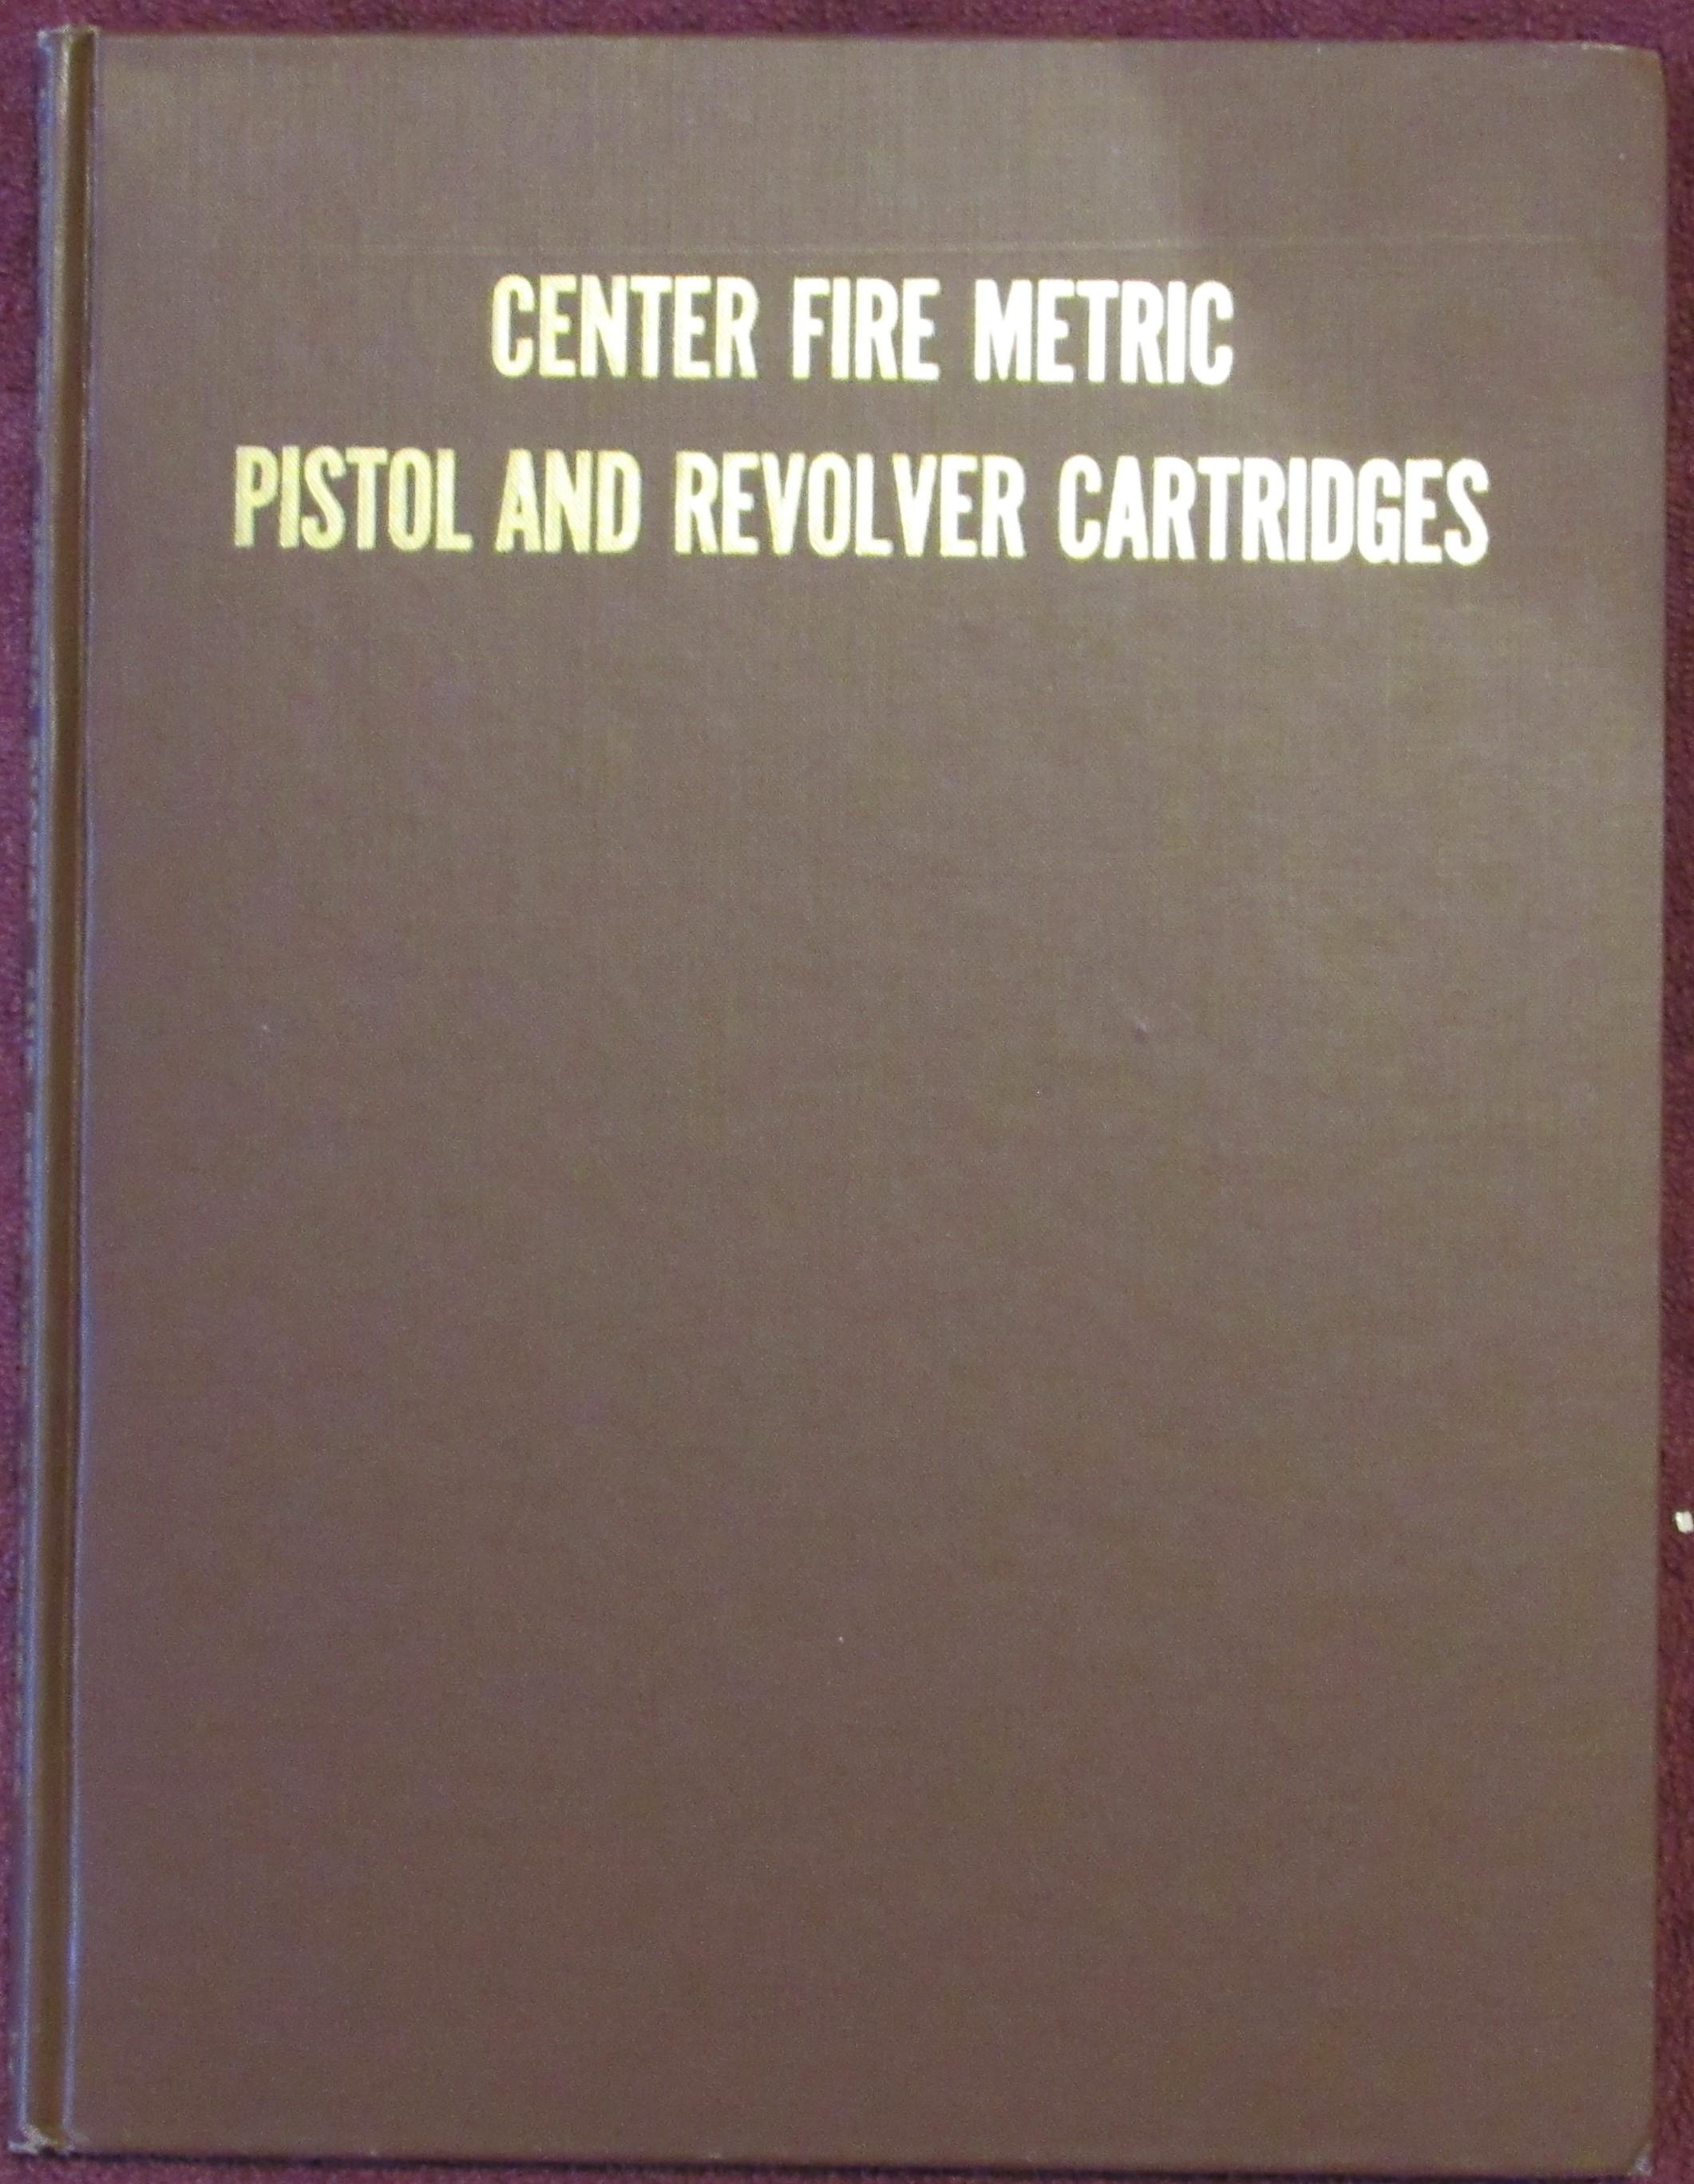 CENTER FIRE METRIC
PISTOL AND REVOLVER CARTRIDGES